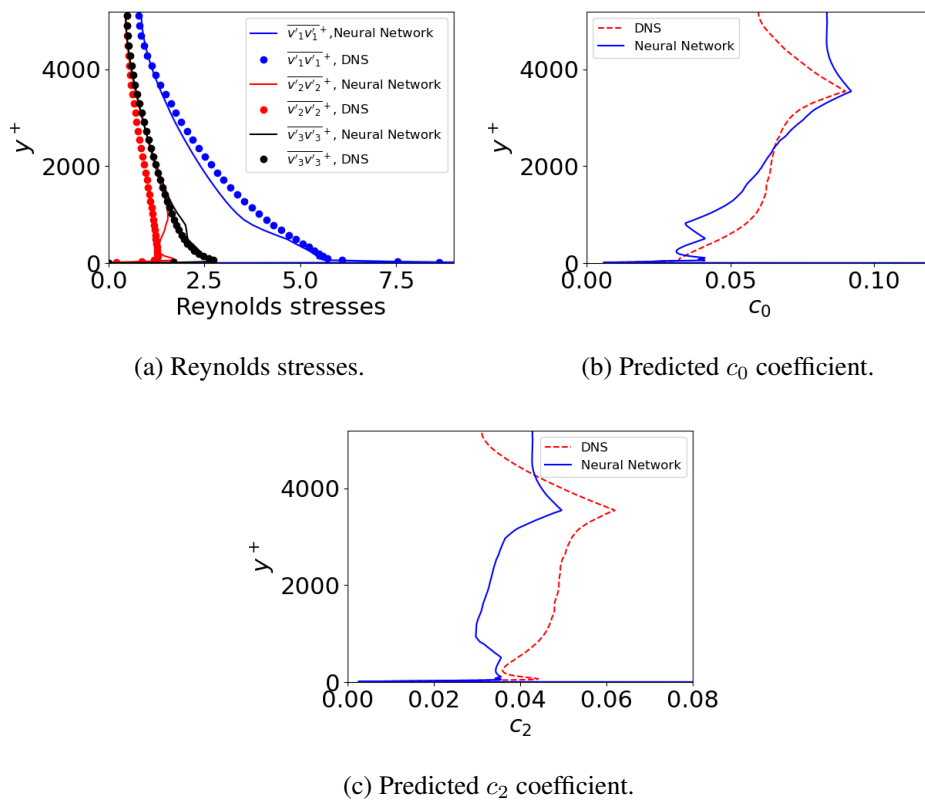 4000
2000
0
y⁺
0.0 2.5 5.0 7.5
Reynolds stresses
v'₁v'₁⁺,Neural Network
v'₁v'₁⁺, DNS
v'₂v'₂⁺, Neural Network
v'₂v'₂⁺, DNS
v'₃v'₃⁺, Neural Network
v'₃v'₃⁺, DNS
(a) Reynolds stresses.
4000
2000
0
y⁺
0.00 0.05 0.10
c₀
DNS
Neural Network
(b) Predicted c₀ coefficient.
4000
2000
0
y⁺
0.00 0.02 0.04 0.06 0.08
c₂
DNS
Neural Network
(c) Predicted c₂ coefficient.